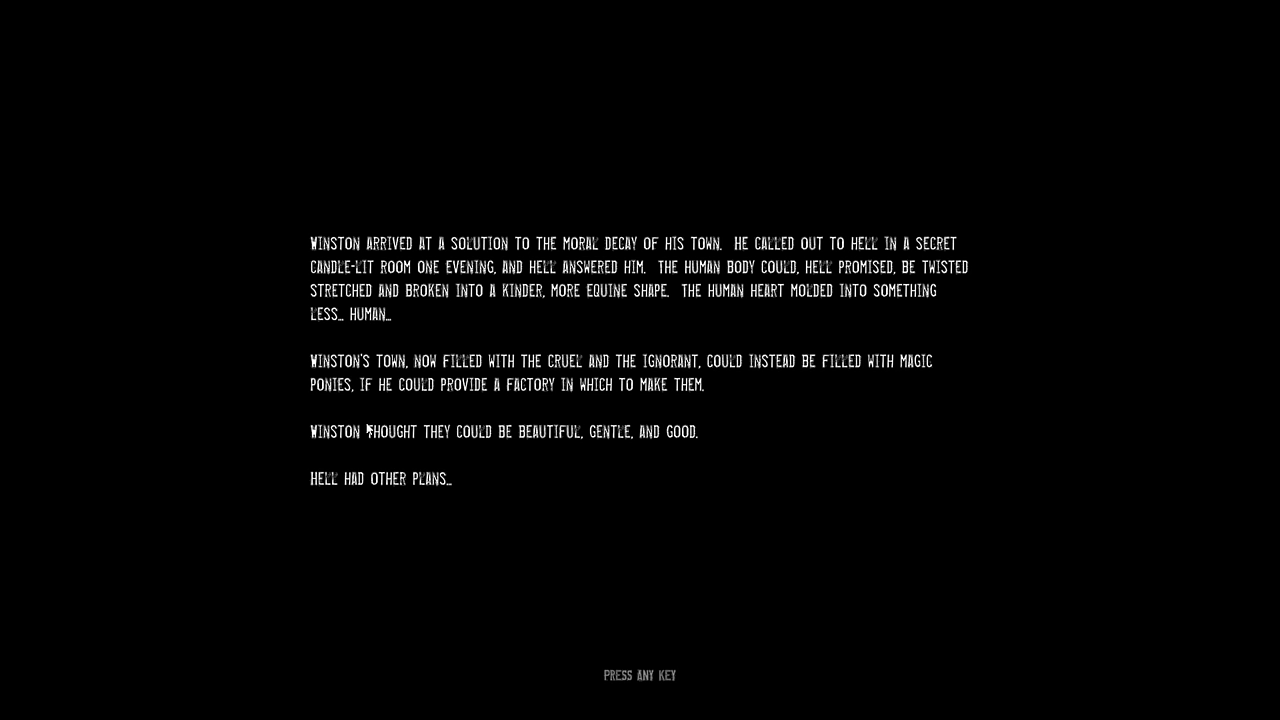 WINSTON ARRIVED AT A SOLUTION TO THE MORAL DECAY OF HIS TOWN. HE CALLED OUT TO HELL IN A SECRET
CANDLE-LIT ROOM ONE EVENING, AND HELL ANSWERED HIM. THE HUMAN BODY COULD, HELL PROMISED, BE TWISTED
STRETCHED AND BROKEN INTO A KINDER, MORE EQUINE SHAPE. THE HUMAN HEART MOLDED INTO SOMETHING
LESS... HUMAN...
WINSTON'S TOWN, NOW FILLED WITH THE CRUEL AND THE IGNORANT, COULD INSTEAD BE FILLED WITH MAGIC
PONIES, IF HE COULD PROVIDE A FACTORY IN WHICH TO MAKE THEM.
WINSTON THOUGHT THEY COULD BE BEAUTIFUL, GENTLE, AND GOOD.
HELL HAD OTHER PLANS...
PRESS ANY KEY